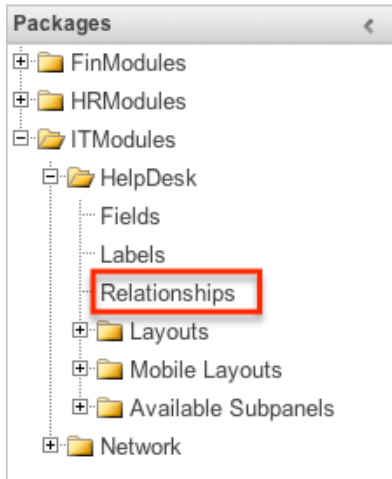 Packages
FinModules
HRModules
ITModules
HelpDesk
Fields
Labels
Relationships
Layouts
Mobile Layouts
Available Subpanels
Network